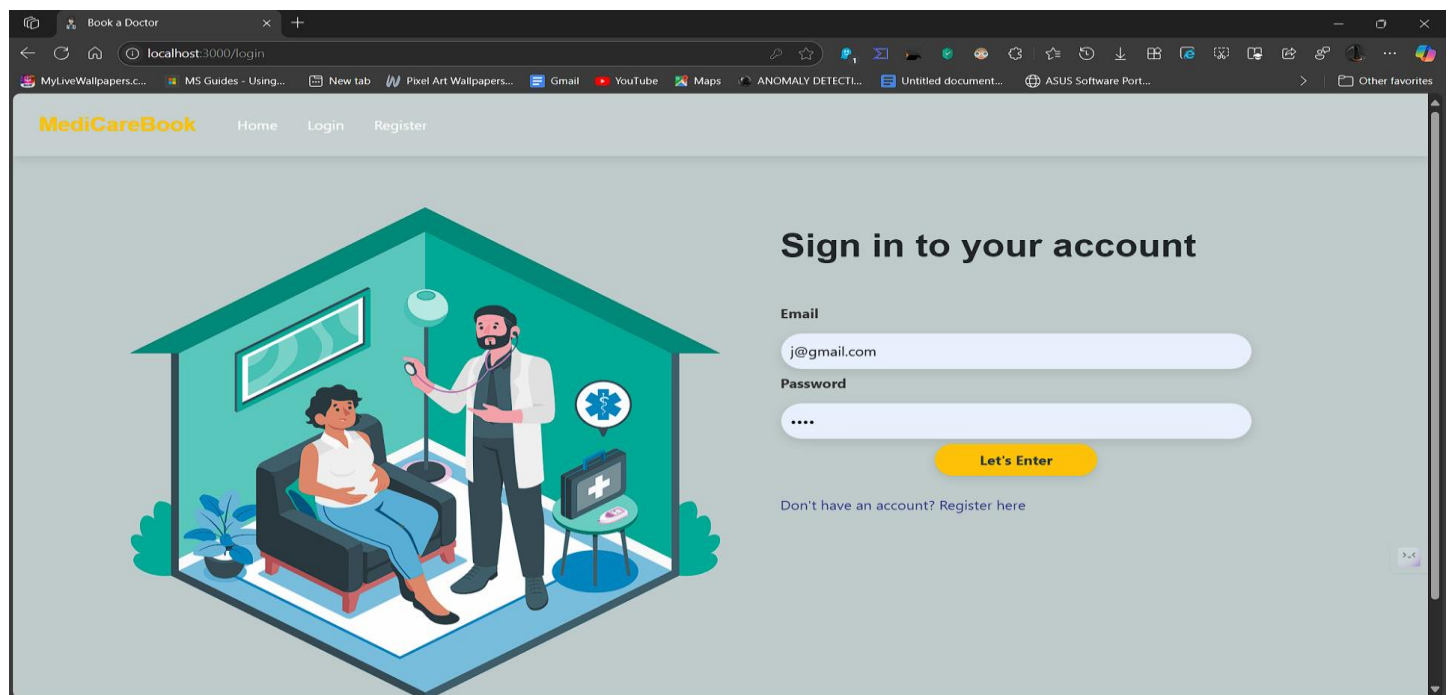 Book a Doctor
localhost:3000/login
1
MyLiveWallpapers.c... MS Guides - Using... New tab Pixel Art Wallpapers... Gmail YouTube Maps ANOMALY DETECTI... Untitled document... ASUS Software Port... Other favorites
MediCareBook Home Login Register
Sign in to your account
Email
j@gmail.com
Password
••••
Let's Enter
Don't have an account? Register here